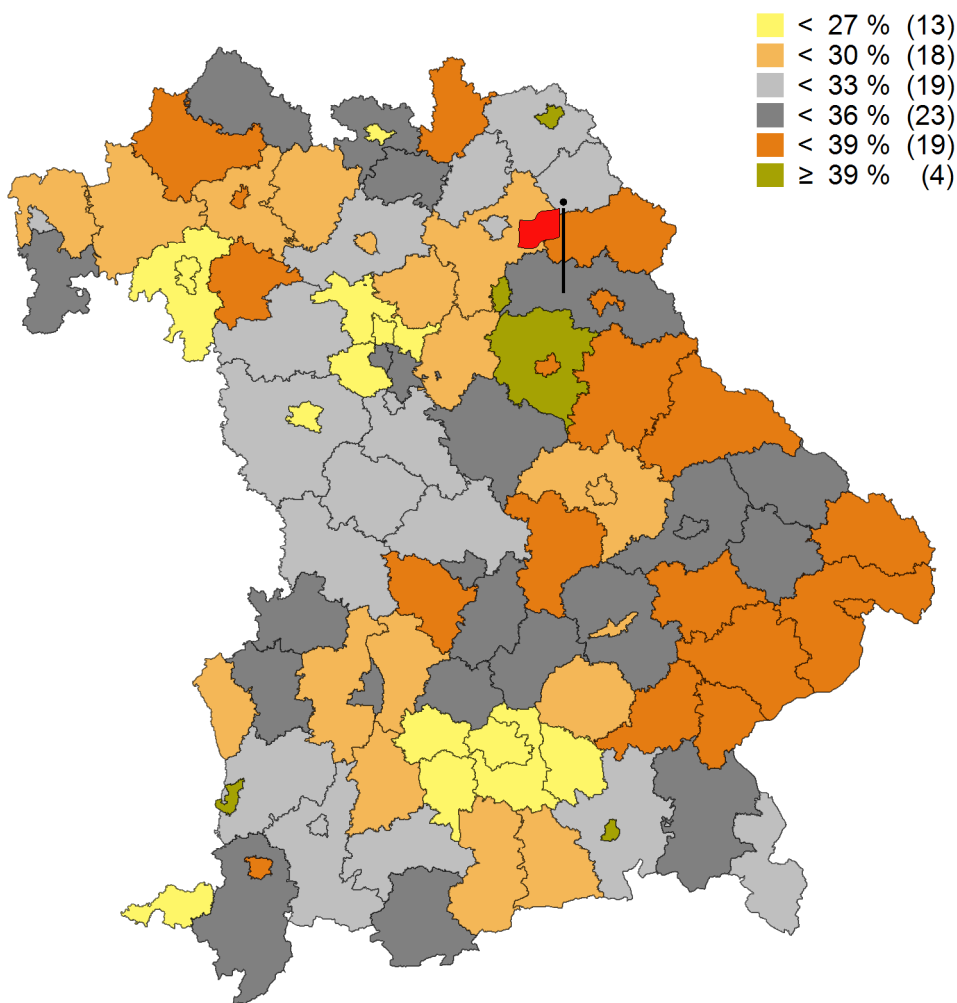 < 27 % (13)
< 30 % (18)
< 33 % (19)
< 36 % (23)
< 39 % (19)
≥ 39 % (4)